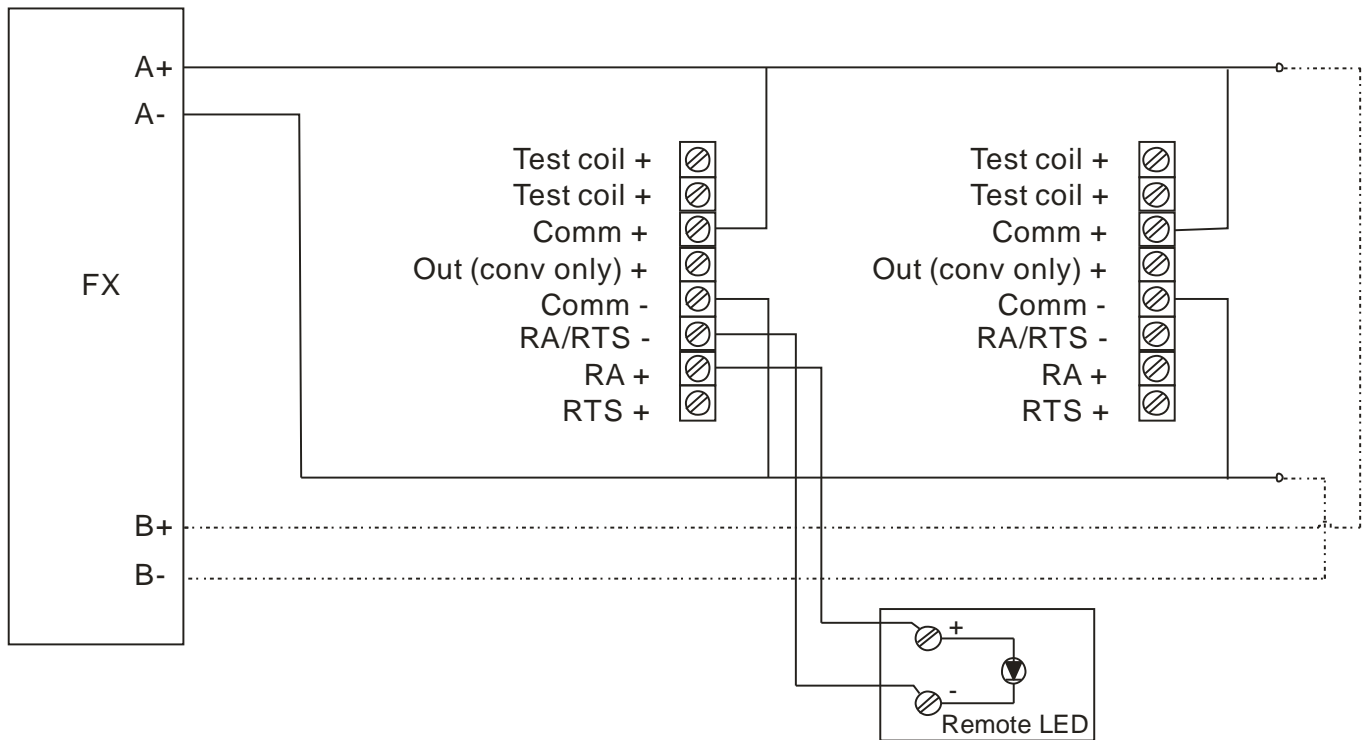 A+
A-
FX
B+
B-
Test coil +
Test coil +
Comm +
Out (conv only) +
Comm -
RA/RTS -
RA +
RTS +
Test coil +
Test coil +
Comm +
Out (conv only) +
Comm -
RA/RTS -
RA +
RTS +
+
-
Remote LED